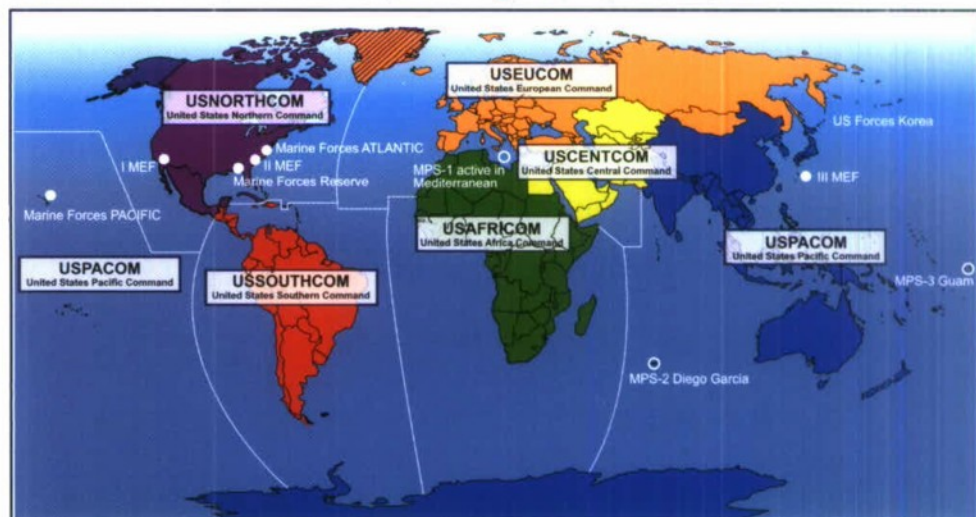 USEUCOM
United States European Command
USNORTHCOM
United States Northern Command
US Forces Korea
Marine Forces ATLANTIC
I MEF
II MEF
Marine Forces Reserve
MPS-1 active in
Mediterranean
USCENTCOM
United States Central Command
III MEF
Marine Forces PACIFIC
USAFRICOM
United States Africa Command
USPACOM
United States Pacific Command
USPACOM
United States Pacific Command
USSOUTHCOM
United States Southern Command
MPS-3 Guam
MPS-2 Diego Garcia